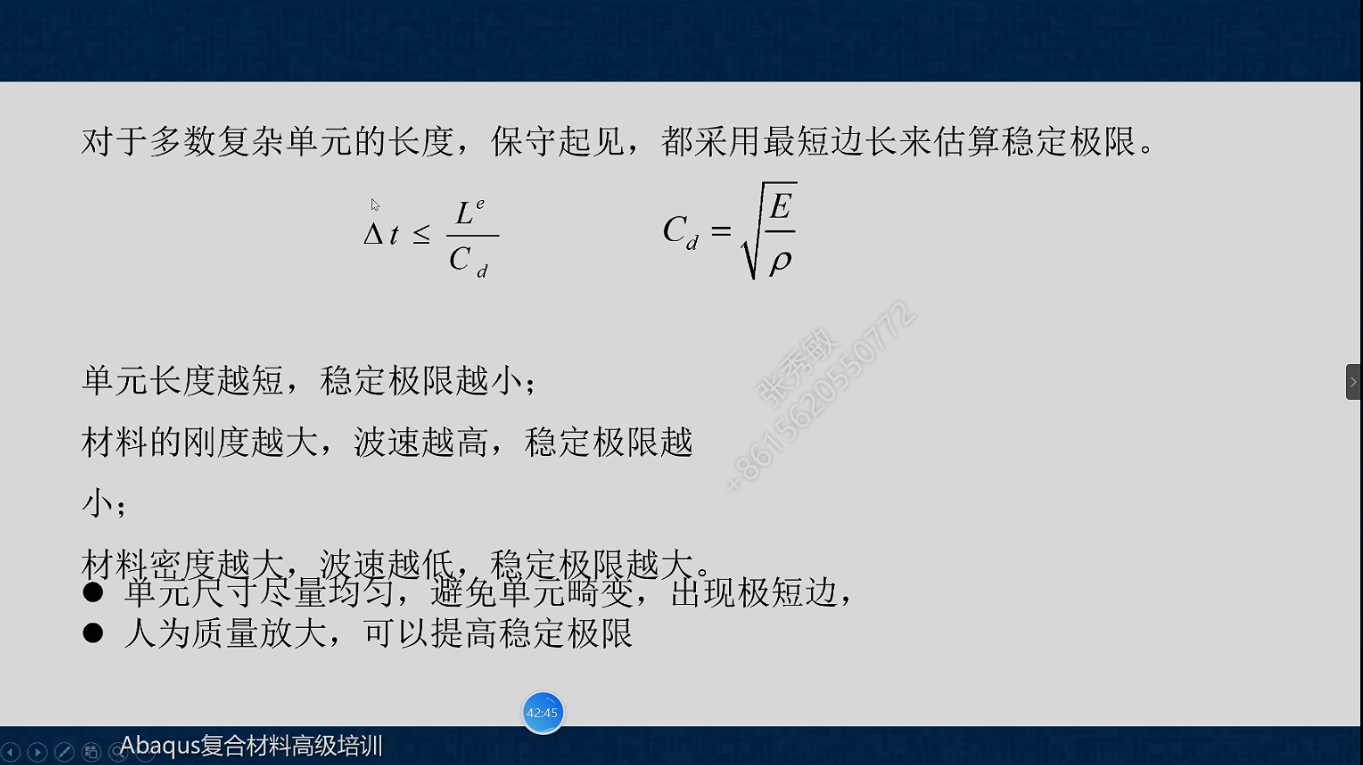 对于多数复杂单元的长度，保守起见，都采用最短边长来估算稳定极限。
Δt ≤ L^e / C_d
C_d = √(E/ρ)
张秀敏
+8615620550772
单元长度越短，稳定极限越小；
材料的刚度越大，波速越高，稳定极限越
小；
材料密度越大，波速越低，稳定极限越大。
● 单元尺寸尽量均匀，避免单元畸变，出现极短边，
● 人为质量放大，可以提高稳定极限
42:45
Abaqus复合材料高级培训